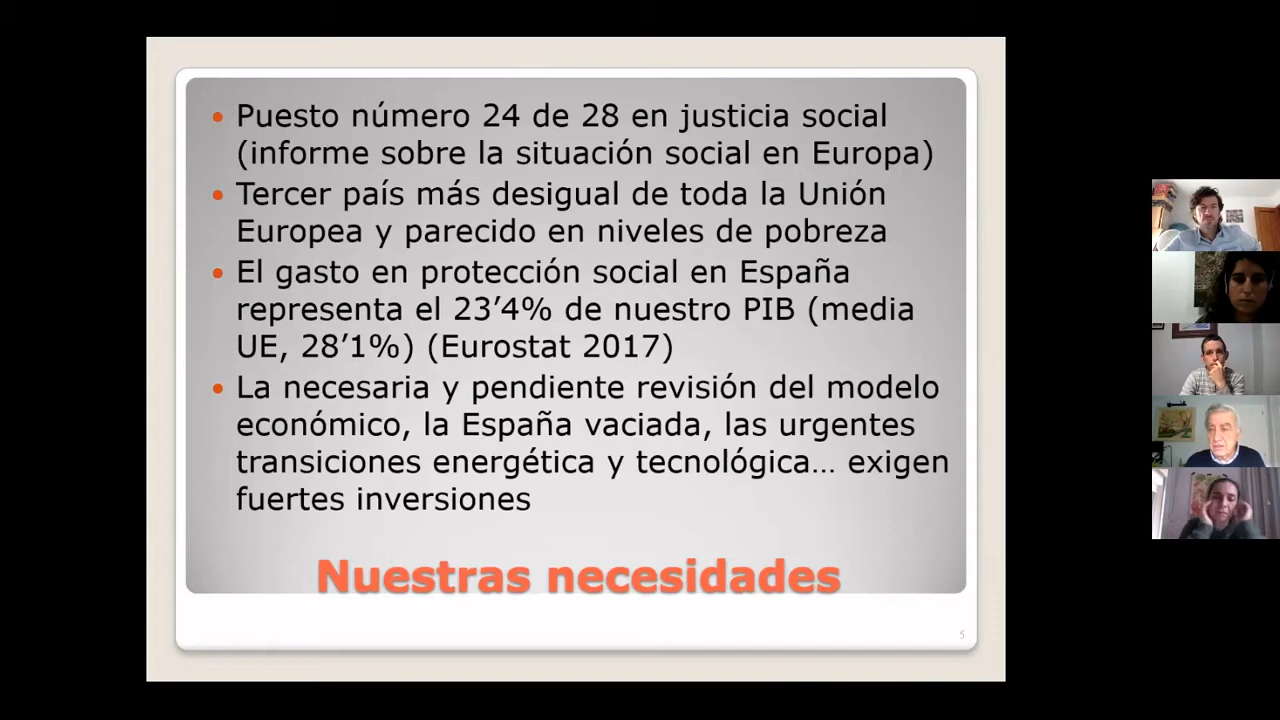 Puesto número 24 de 28 en justicia social
(informe sobre la situación social en Europa)
Tercer país más desigual de toda la Unión
Europea y parecido en niveles de pobreza
El gasto en protección social en España
representa el 23’4% de nuestro PIB (media
UE, 28’1%) (Eurostat 2017)
La necesaria y pendiente revisión del modelo
económico, la España vaciada, las urgentes
transiciones energética y tecnológica… exigen
fuertes inversiones
Nuestras necesidades
5